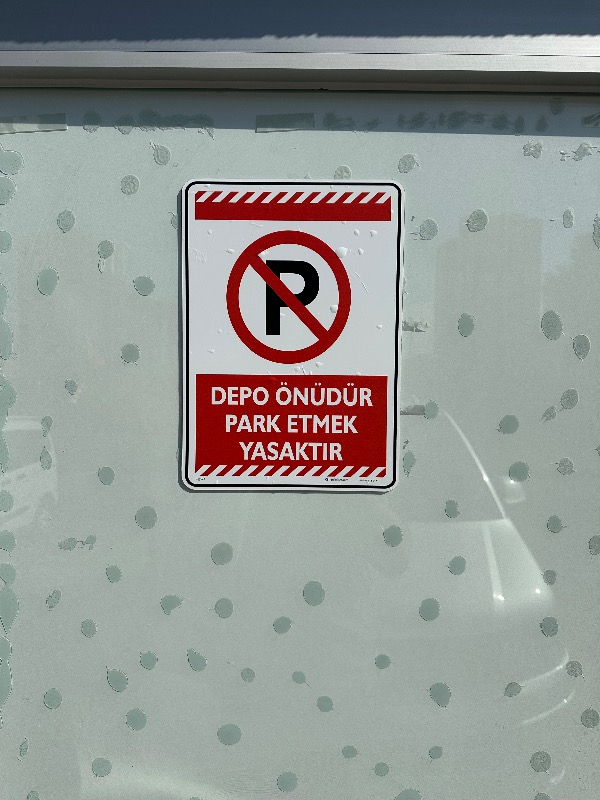 P
DEPO ÖNÜDÜR
PARK ETMEK
YASAKTIR